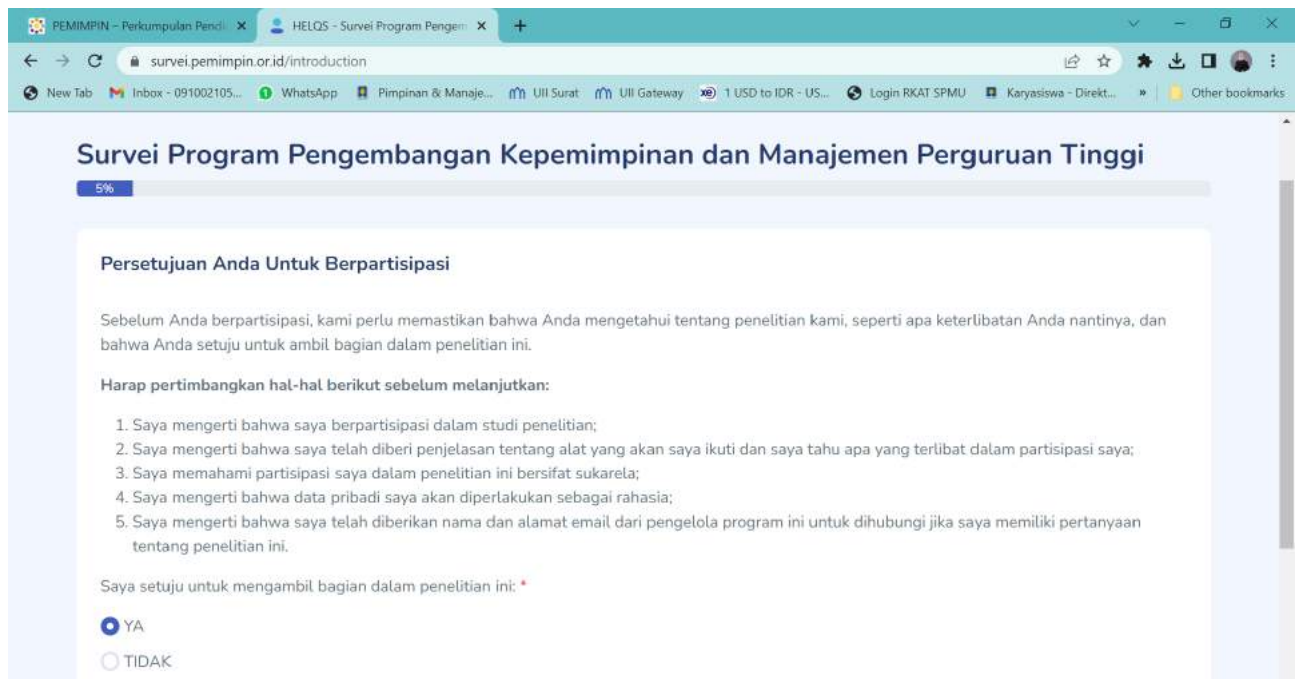 PEMIMPIN – Perkumpulan Pendi
HELQS - Survei Program Pengem
survei.pemimpin.or.id/introduction
New Tab
Inbox - 091002105...
WhatsApp
Pimpinan & Manaje...
UII Surat
UII Gateway
1 USD to IDR - US...
Login RKAT SPMU
Karyasiswa - Direkt...
Other bookmarks
Survei Program Pengembangan Kepemimpinan dan Manajemen Perguruan Tinggi
5%
Persetujuan Anda Untuk Berpartisipasi
Sebelum Anda berpartisipasi, kami perlu memastikan bahwa Anda mengetahui tentang penelitian kami, seperti apa keterlibatan Anda nantinya, dan
bahwa Anda setuju untuk ambil bagian dalam penelitian ini.
Harap pertimbangkan hal-hal berikut sebelum melanjutkan:
1. Saya mengerti bahwa saya berpartisipasi dalam studi penelitian;
2. Saya mengerti bahwa saya telah diberi penjelasan tentang alat yang akan saya ikuti dan saya tahu apa yang terlibat dalam partisipasi saya;
3. Saya memahami partisipasi saya dalam penelitian ini bersifat sukarela;
4. Saya mengerti bahwa data pribadi saya akan diperlakukan sebagai rahasia;
5. Saya mengerti bahwa saya telah diberikan nama dan alamat email dari pengelola program ini untuk dihubungi jika saya memiliki pertanyaan
tentang penelitian ini.
Saya setuju untuk mengambil bagian dalam penelitian ini: *
YA
TIDAK